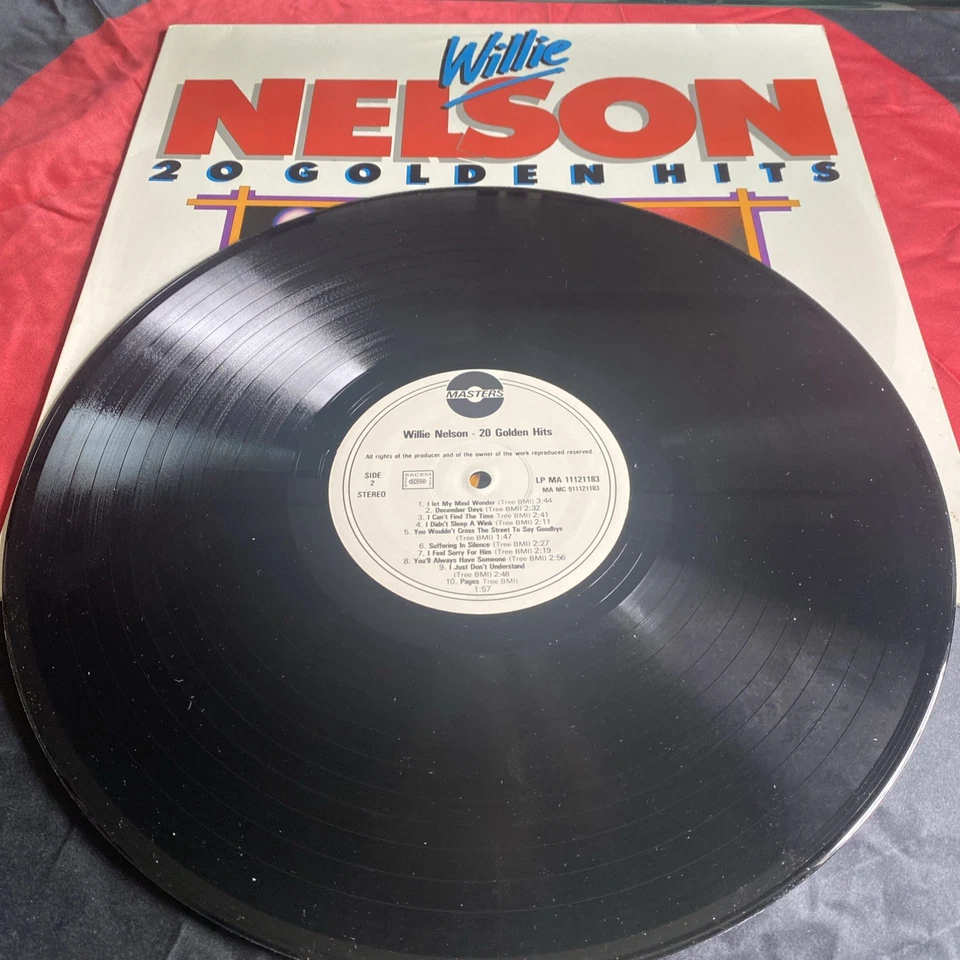 Willie
NELSON
20 GOLDEN HITS
MASTERS
Willie Nelson - 20 Golden Hits
All rights of the producer and of the owner of the work reproduced reserved
SIDE
2
STEREO
SACEM
LP MA 11121183
MA MC 911121183
1. I let My Mind Wonder (Tree BMI) 3:44
2. December Days (Tree BMI) 2:32
3. I Can't Find The Time Tree BMI) 2:41
4. I Didn't Sleep A Wink (Tree BMI) 2:11
5. You Wouldn't Cross The Street To Say Goodbye
(Tree BMI) 1:47
6. Suffering In Silence (Tree BMI) 2:27
7. I Feel Sorry For Him (Tree BMI) 2:19
8. You'll Always Have Someone (Tree BMI) 2:56
9. I Just Don't Understand
(Tree BMI) 2:48
10. Pages Tree BMI)
1:57